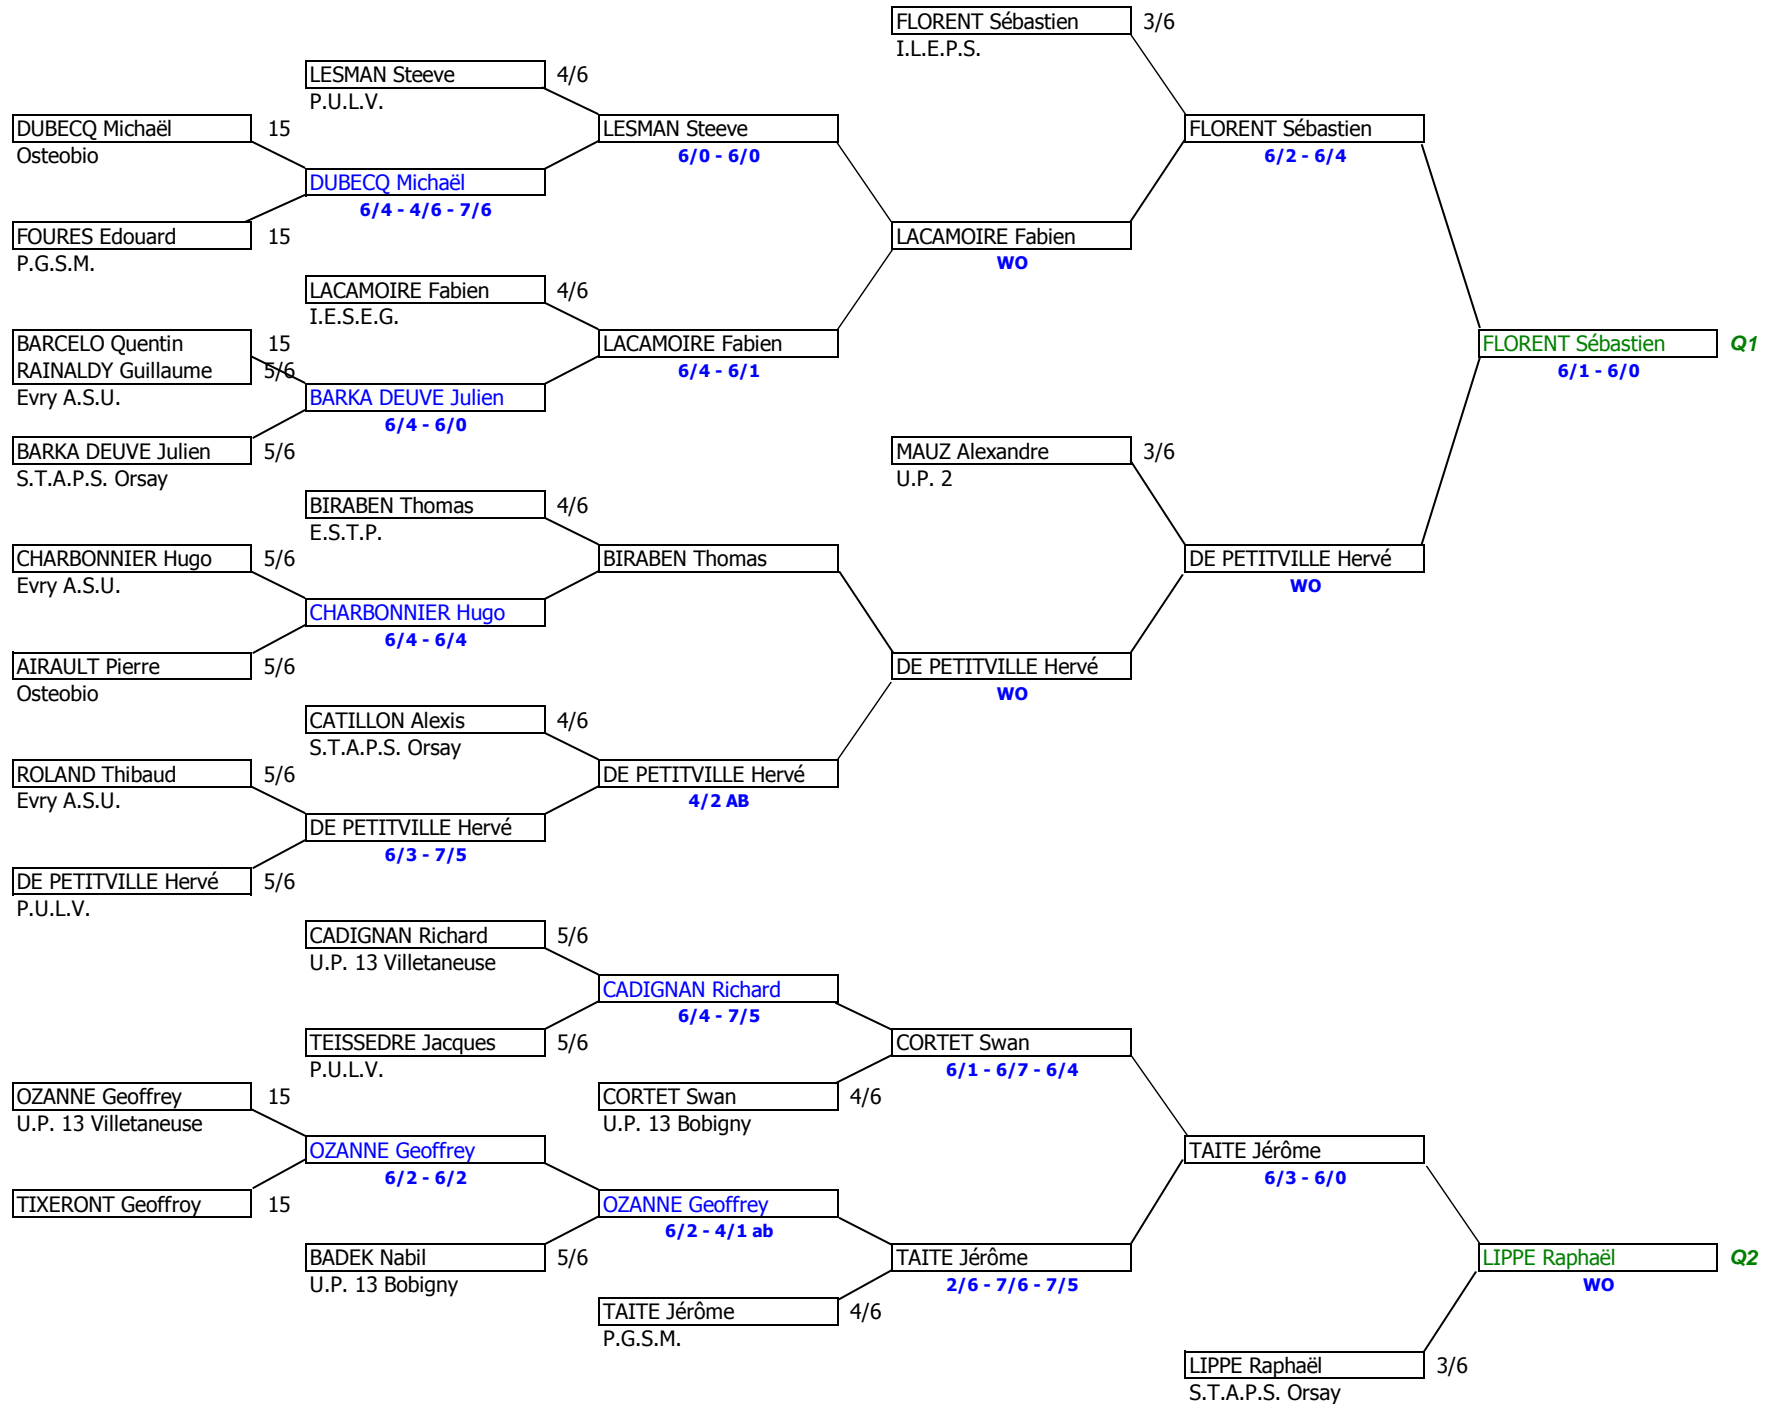 FLORENT Sébastien 3/6
I.L.E.P.S.
LESMAN Steeve 4/6
P.U.L.V.
DUBECQ Michaël 15 LESMAN Steeve FLORENT Sébastien
Osteobio 6/0 - 6/0 6/2 - 6/4
DUBECQ Michaël
6/4 - 4/6 - 7/6
FOURES Edouard 15 LACAMOIRE Fabien
P.G.S.M. WO
LACAMOIRE Fabien 4/6
I.E.S.E.G.
BARCELO Quentin 15 LACAMOIRE Fabien FLORENT Sébastien Q1
RAINALDY Guillaume 5/6 6/4 - 6/1 6/1 - 6/0
Evry A.S.U. BARKA DEUVE Julien
6/4 - 6/0
BARKA DEUVE Julien 5/6 MAUZ Alexandre 3/6
S.T.A.P.S. Orsay U.P. 2
BIRABEN Thomas 4/6
E.S.T.P.
CHARBONNIER Hugo 5/6 BIRABEN Thomas DE PETITVILLE Hervé
Evry A.S.U. WO
CHARBONNIER Hugo
6/4 - 6/4
AIRAULT Pierre 5/6 DE PETITVILLE Hervé
Osteobio WO
CATILLON Alexis 4/6
S.T.A.P.S. Orsay
ROLAND Thibaud 5/6 DE PETITVILLE Hervé
Evry A.S.U. 4/2 AB
DE PETITVILLE Hervé
6/3 - 7/5
DE PETITVILLE Hervé 5/6
P.U.L.V.
CADIGNAN Richard 5/6
U.P. 13 Villetaneuse
CADIGNAN Richard
6/4 - 7/5
TEISSEDRE Jacques 5/6 CORTET Swan
P.U.L.V. 6/1 - 6/7 - 6/4
OZANNE Geoffrey 15 CORTET Swan 4/6
U.P. 13 Villetaneuse U.P. 13 Bobigny
OZANNE Geoffrey TAITE Jérôme
6/2 - 6/2 6/3 - 6/0
TIXERONT Geoffroy 15 OZANNE Geoffrey
6/2 - 4/1 ab
BADEK Nabil 5/6 TAITE Jérôme LIPPE Raphaël Q2
U.P. 13 Bobigny 2/6 - 7/6 - 7/5 WO
TAITE Jérôme 4/6
P.G.S.M.
LIPPE Raphaël 3/6
S.T.A.P.S. Orsay